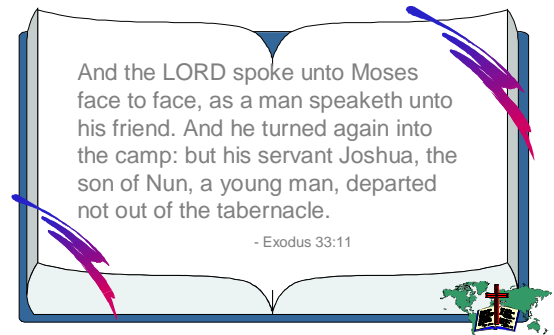 And the LORD spoke unto Moses
face to face, as a man speaketh unto
his friend. And he turned again into
the camp: but his servant Joshua, the
son of Nun, a young man, departed
not out of the tabernacle.
- Exodus 33:11